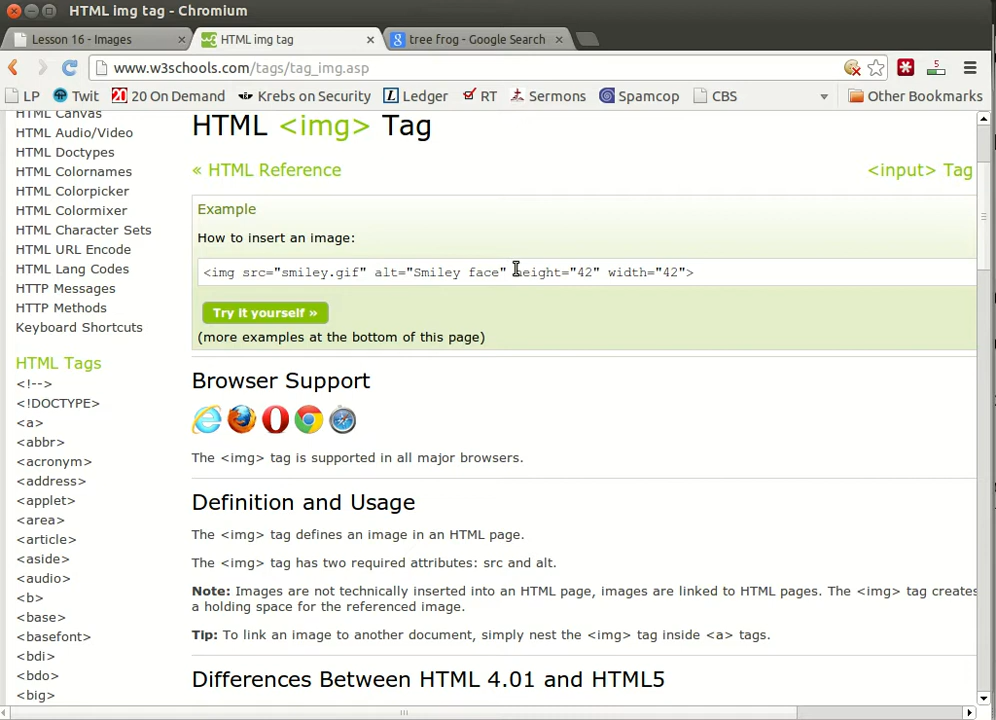 HTML img tag - Chromium
Lesson 16 - Images
HTML img tag
tree frog - Google Search
www.w3schools.com/tags/tag_img.asp
5
LP
Twit
20 On Demand
Krebs on Security
Ledger
RT
Sermons
Spamcop
CBS
Other Bookmarks
HTML Canvas
HTML Audio/Video
HTML Doctypes
HTML Colornames
HTML Colorpicker
HTML Colormixer
HTML Character Sets
HTML URL Encode
HTML Lang Codes
HTTP Messages
HTTP Methods
Keyboard Shortcuts
HTML Tags
<!-->
<!DOCTYPE>
<a>
<abbr>
<acronym>
<address>
<applet>
<area>
<article>
<aside>
<audio>
<b>
<base>
<basefont>
<bdi>
<bdo>
<big>
HTML <img> Tag
« HTML Reference
<input> Tag
Example
How to insert an image:
<img src="smiley.gif" alt="Smiley face" height="42" width="42">
Try it yourself »
(more examples at the bottom of this page)
Browser Support
The <img> tag is supported in all major browsers.
Definition and Usage
The <img> tag defines an image in an HTML page.
The <img> tag has two required attributes: src and alt.
Note: Images are not technically inserted into an HTML page, images are linked to HTML pages. The <img> tag creates
a holding space for the referenced image.
Tip: To link an image to another document, simply nest the <img> tag inside <a> tags.
Differences Between HTML 4.01 and HTML5